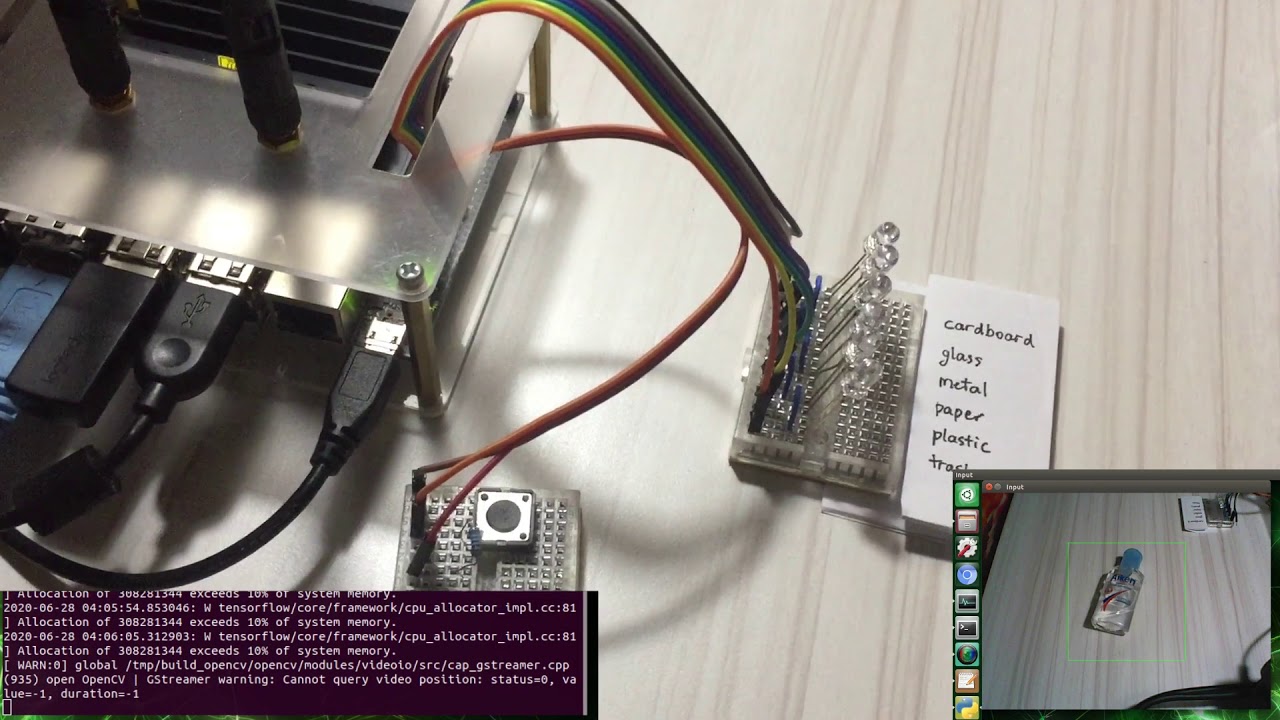 cardboard
glass
metal
paper
plastic
trash
logitech
Input
Input
] Allocation of 308281344 exceeds 10% of system memory.
2020-06-28 04:05:54.853046: W tensorflow/core/framework/cpu_allocator_impl.cc:81
] Allocation of 308281344 exceeds 10% of system memory.
2020-06-28 04:06:05.312903: W tensorflow/core/framework/cpu_allocator_impl.cc:81
] Allocation of 308281344 exceeds 10% of system memory.
[ WARN:0] global /tmp/build_opencv/opencv/modules/videoio/src/cap_gstreamer.cpp
(935) open OpenCV | GStreamer warning: Cannot query video position: status=0, va
lue=-1, duration=-1